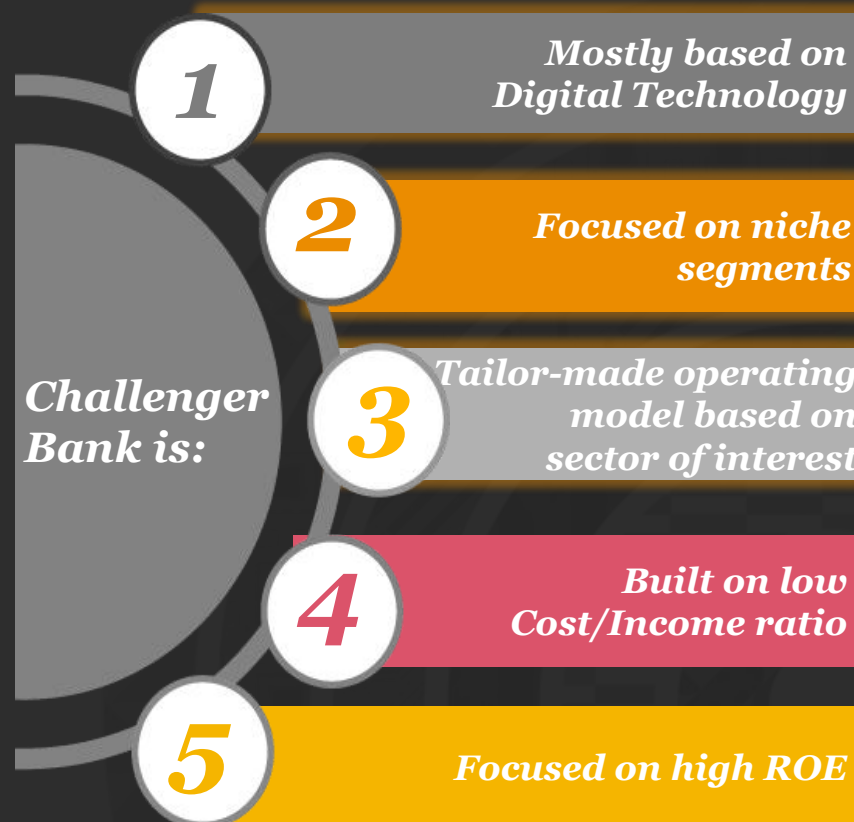 Challenger
Bank is:
1
Mostly based on
Digital Technology
2
Focused on niche
segments
3
Tailor-made operating
model based on
sector of interest
4
Built on low
Cost/Income ratio
5
Focused on high ROE